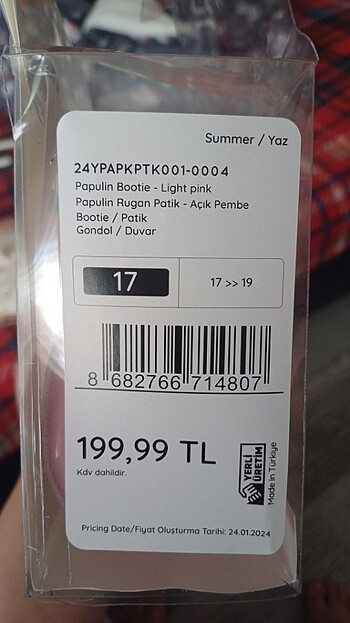 Summer / Yaz
24YPAPKPTK001-0004
Papulin Bootie - Light pink
Papulin Rugan Patik - Açık Pembe
Bootie / Patik
Gondol / Duvar
17
17 >> 19
8 682766 714807
199,99 TL
Kdv dahildir.
YERLİ
ÜRETİM
Made in Türkiye
Pricing Date/Fiyat Oluşturma Tarihi: 24.01.2024